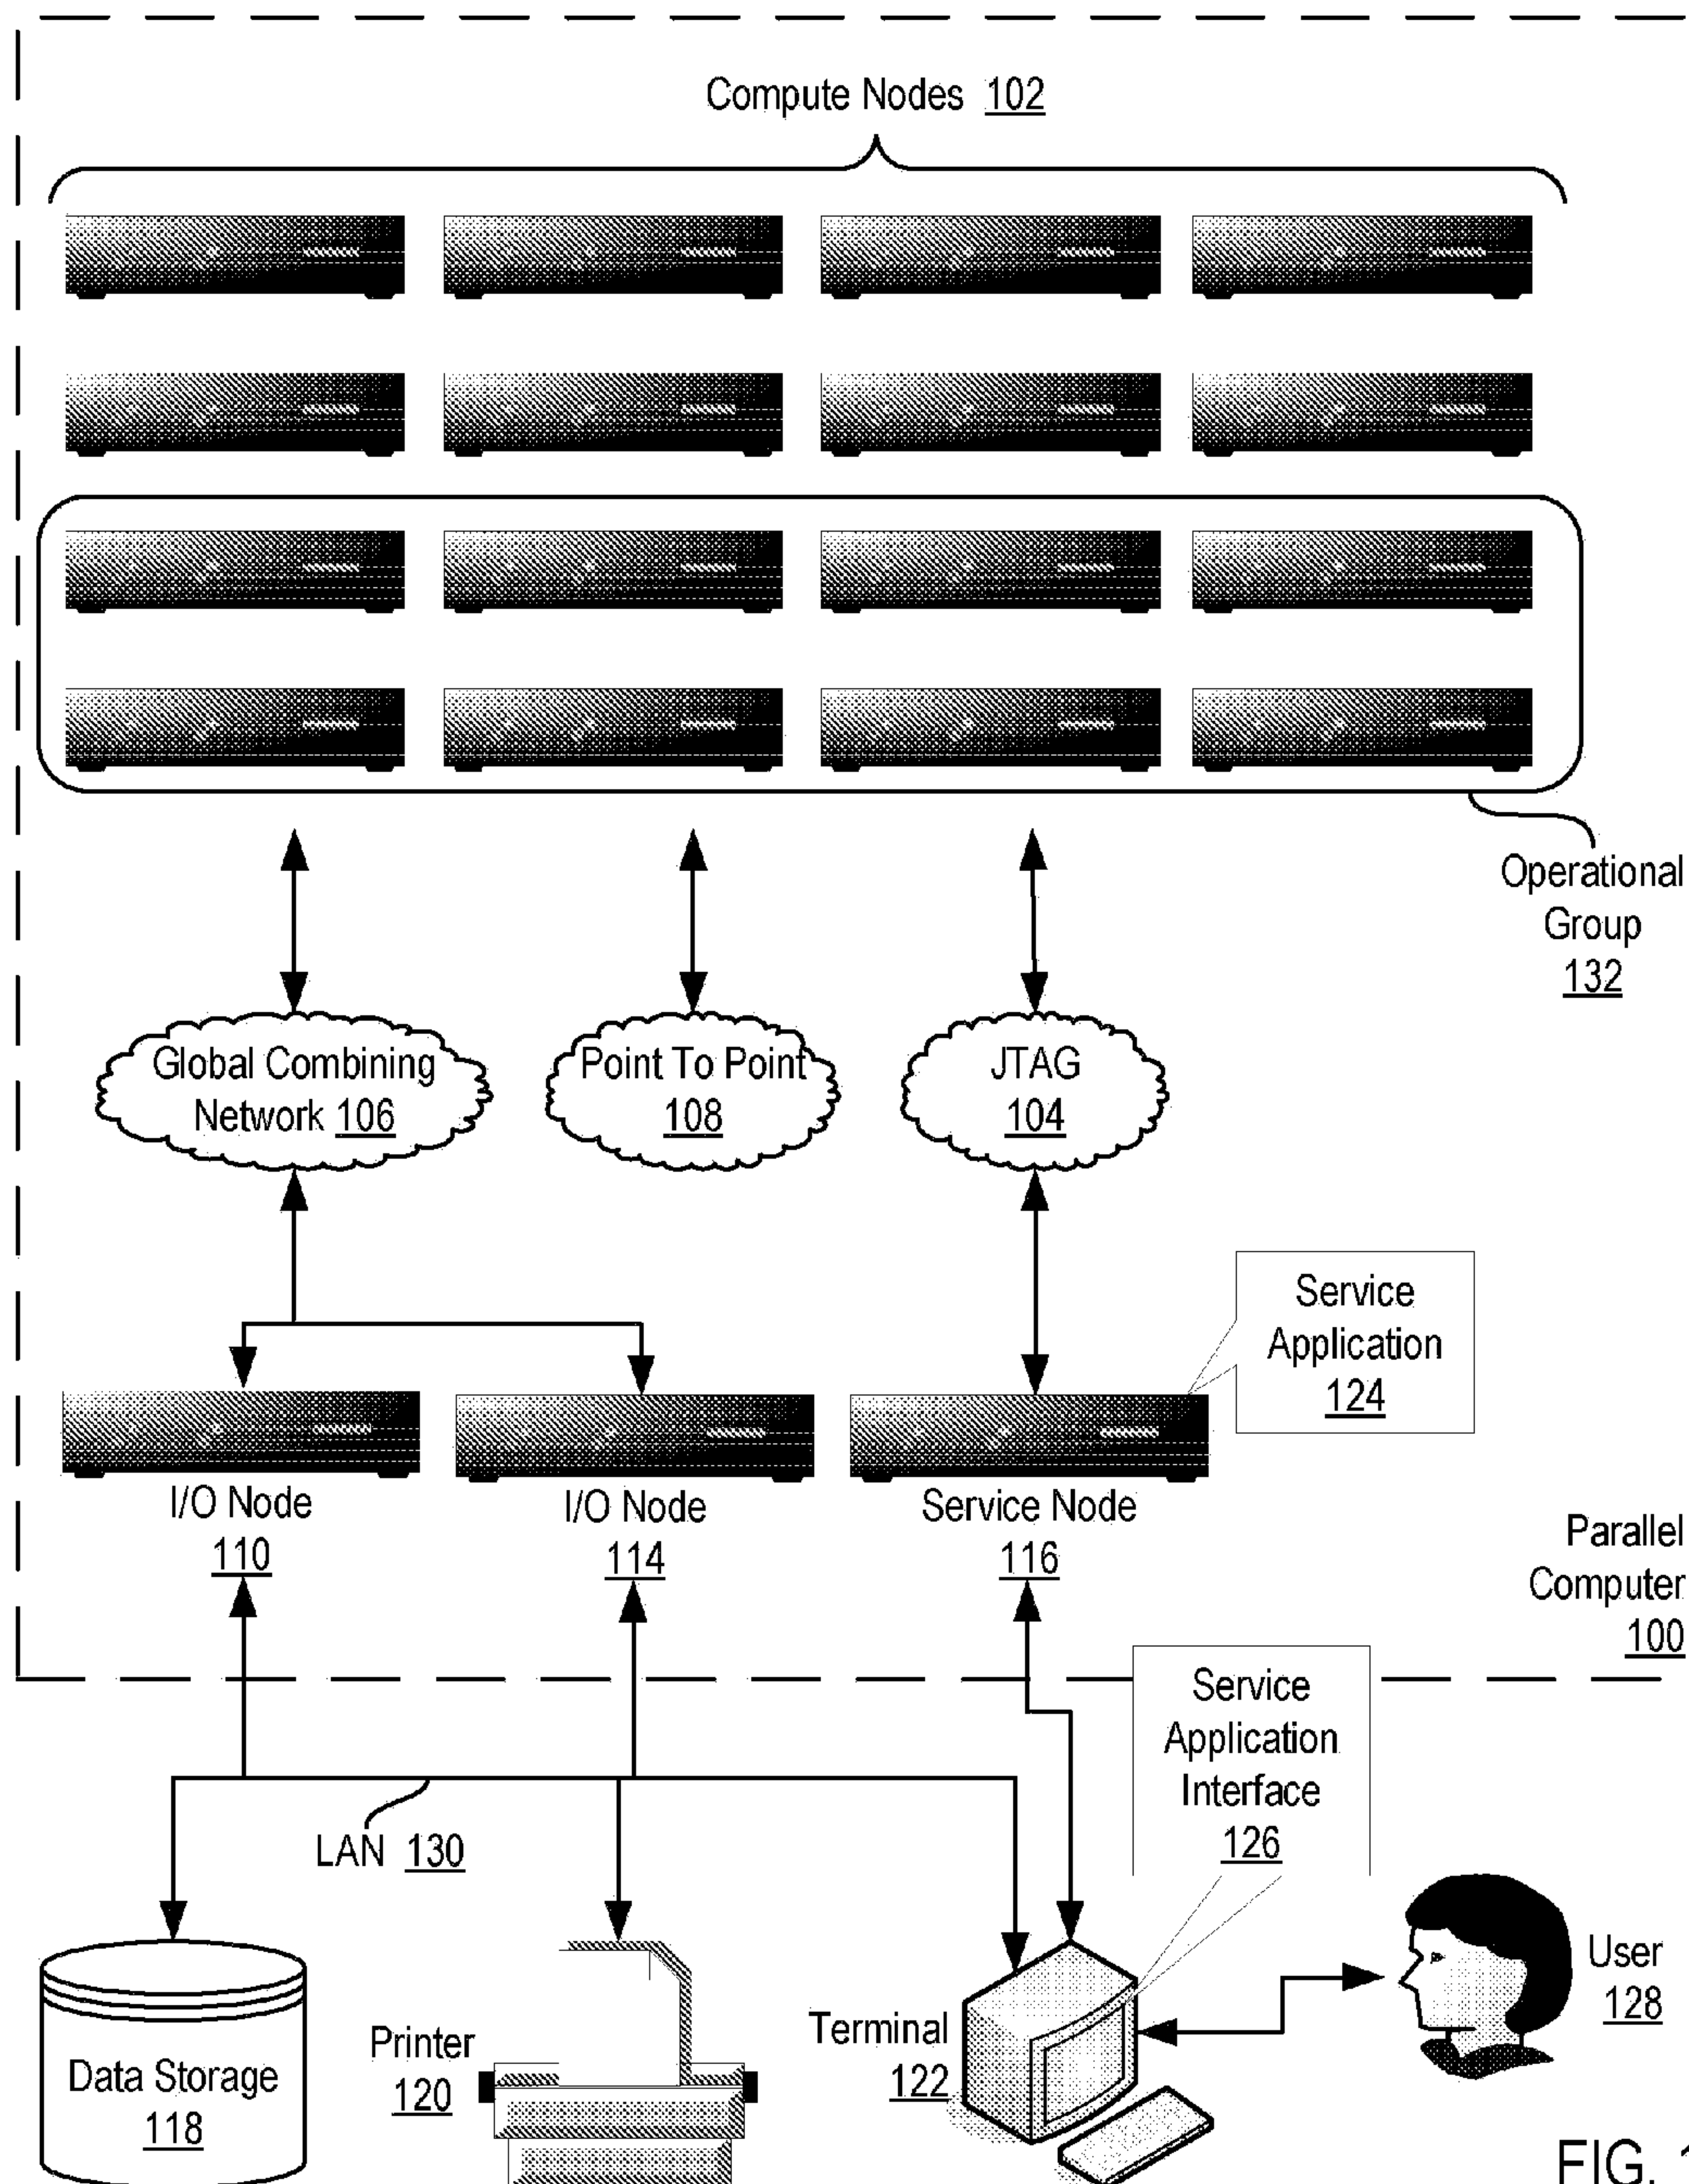 Compute Nodes 102
Operational
Group
132
Global Combining
Network 106
Point To Point
108
JTAG
104
Service
Application
124
I/O Node
110
I/O Node
114
Service Node
116
Parallel
Computer
100
Service
Application
Interface
126
LAN 130
Data Storage
118
Printer
120
Terminal
122
User
128
FIG.